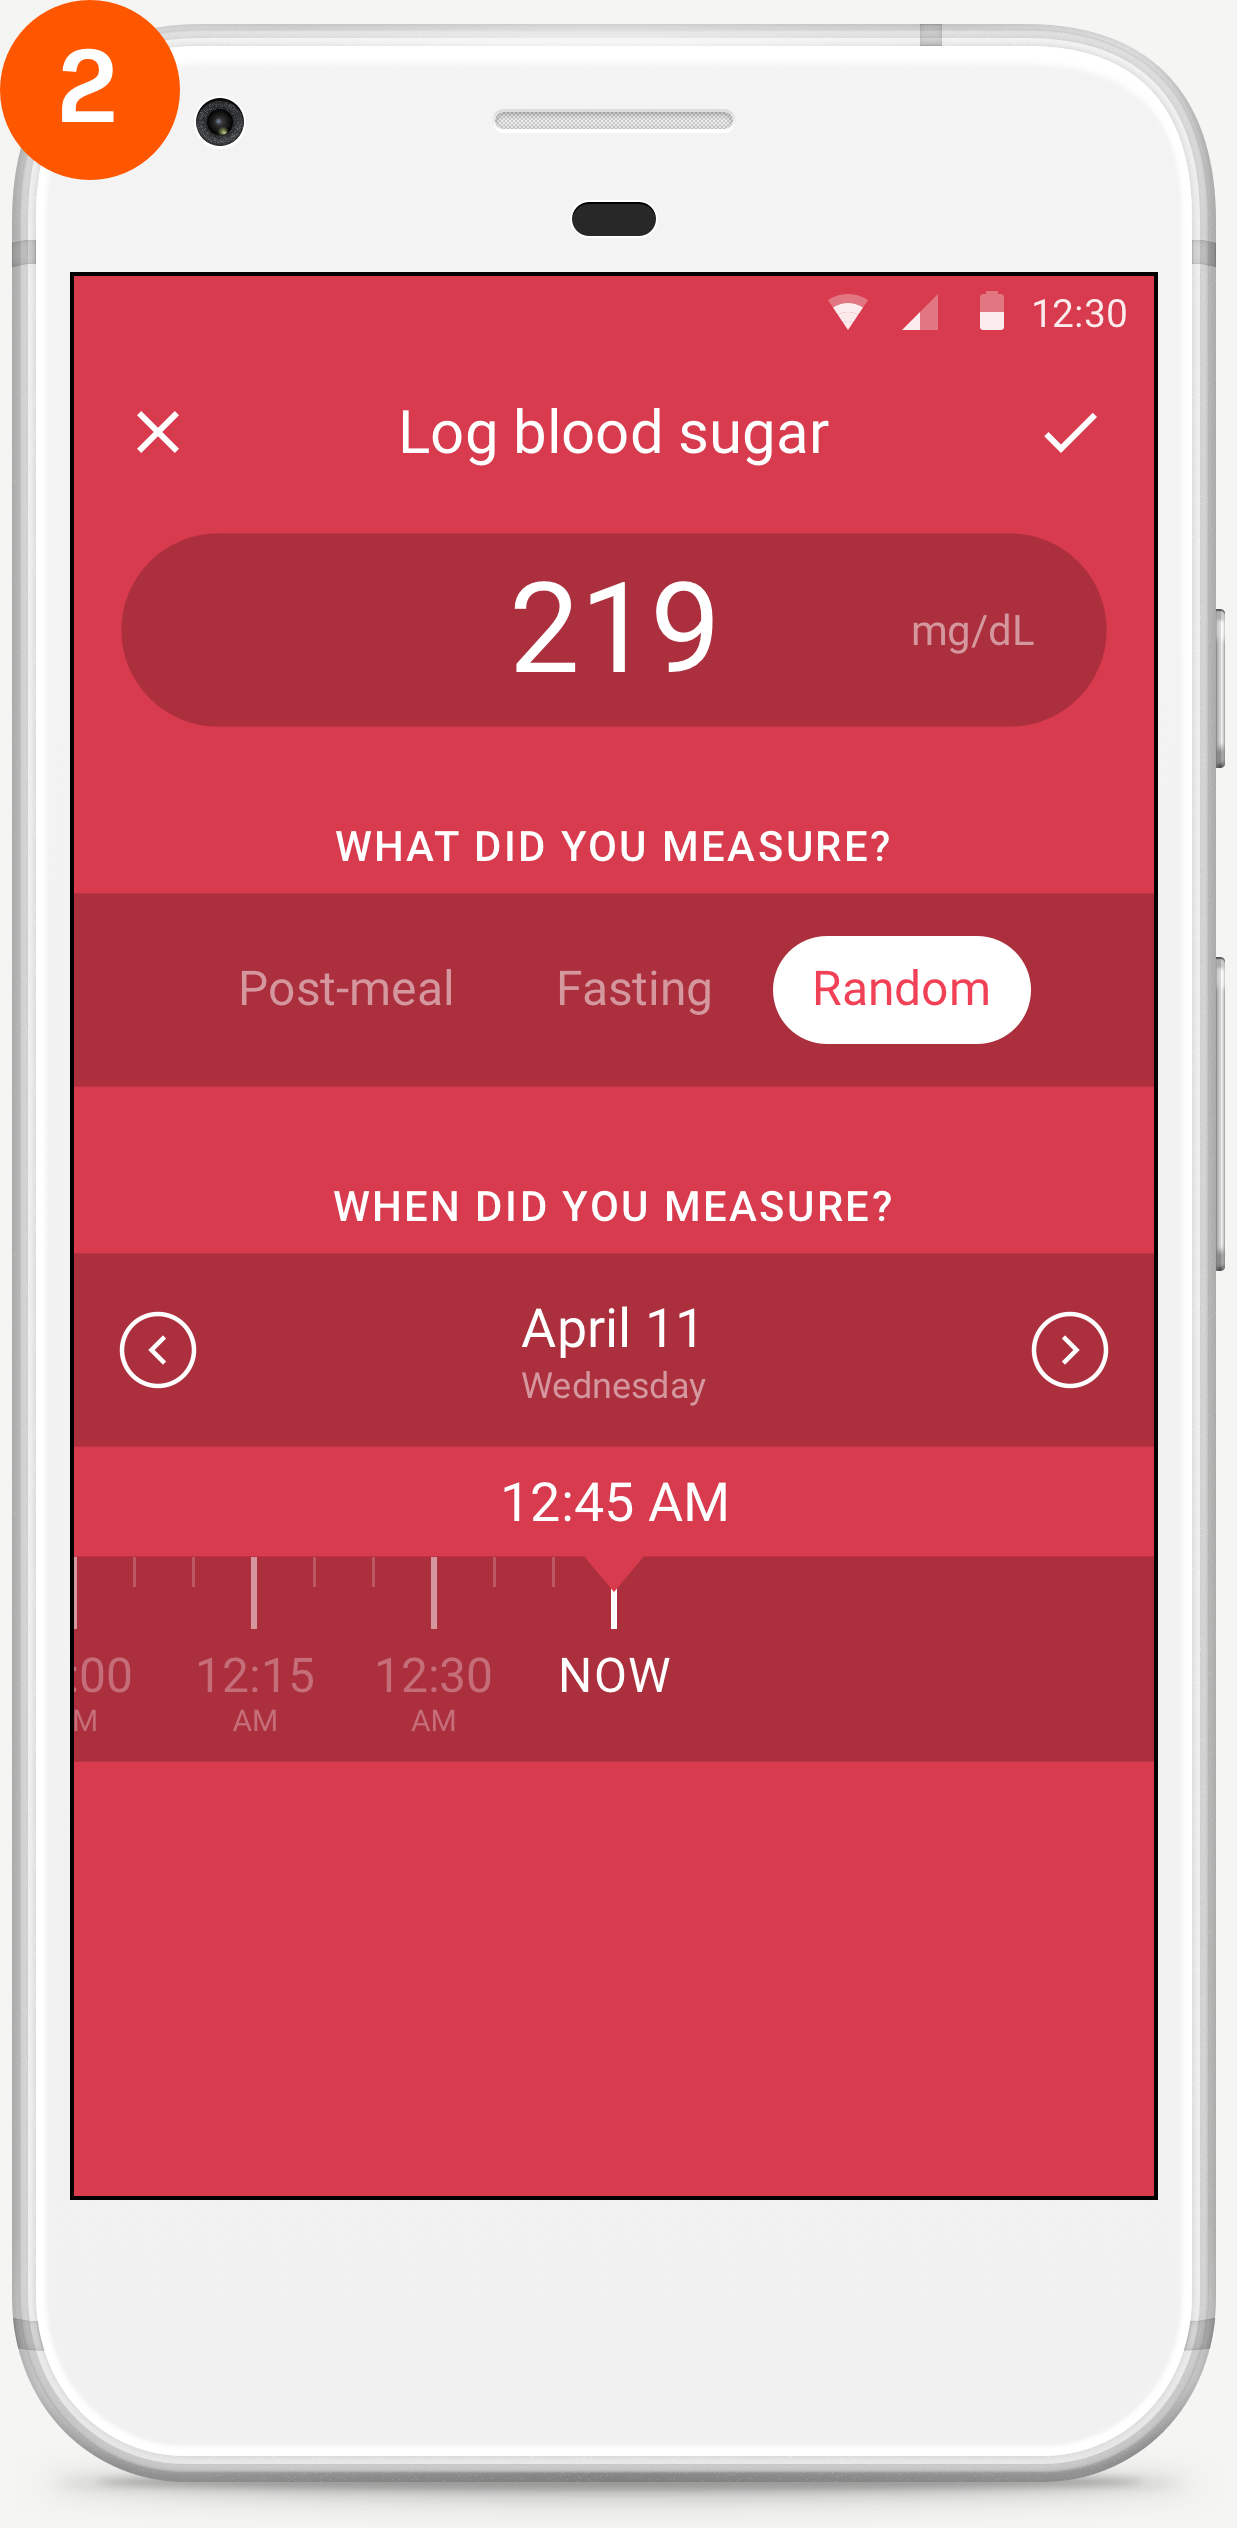 2
12:30
Log blood sugar
219 mg/dL
WHAT DID YOU MEASURE?
Post-meal Fasting Random
WHEN DID YOU MEASURE?
April 11
Wednesday
12:45 AM
:00 12:15 12:30 NOW
M AM AM